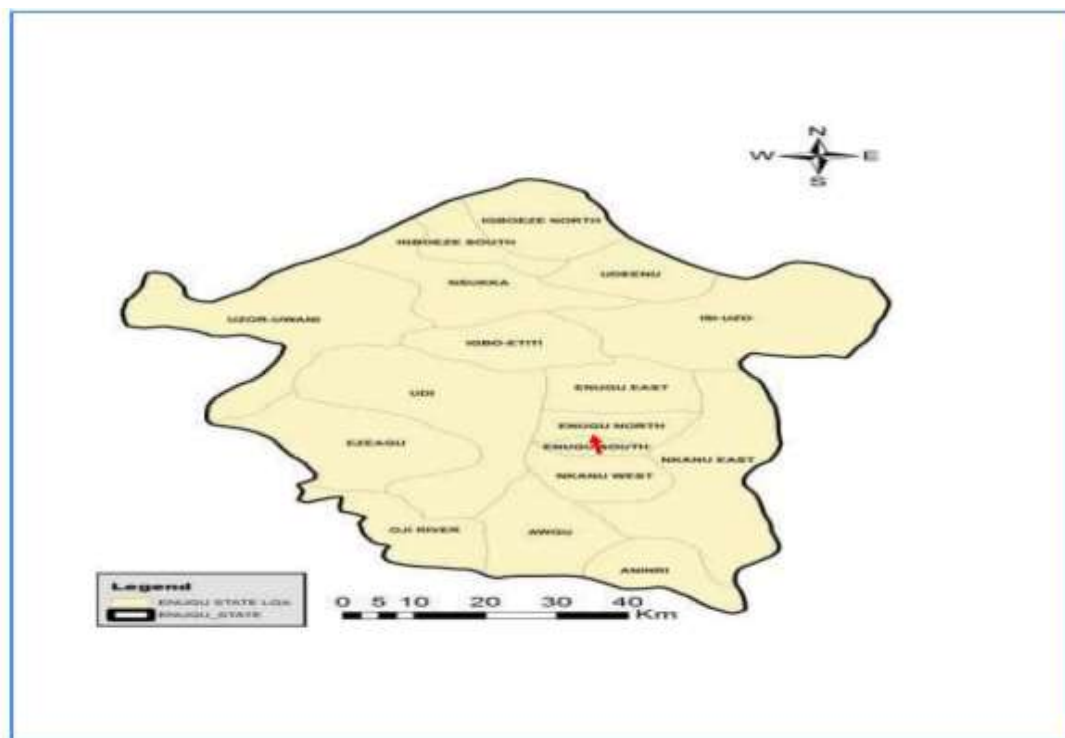 N
W E
S
IGBOEZE NORTH
IGBOEZE SOUTH
UDEENU
NSUKKA
UZOR-UWANI
ISI-UZO
IGBO-ETITI
ENUGU EAST
UDI
ENUGU NORTH
EZEAGU
ENUGU SOUTH
NKANU EAST
NKANU WEST
OJI RIVER
AWGU
ANINRI
Legend
ENUGU STATE LGA
ENUGU_STATE
0 5 10 20 30 40
Km